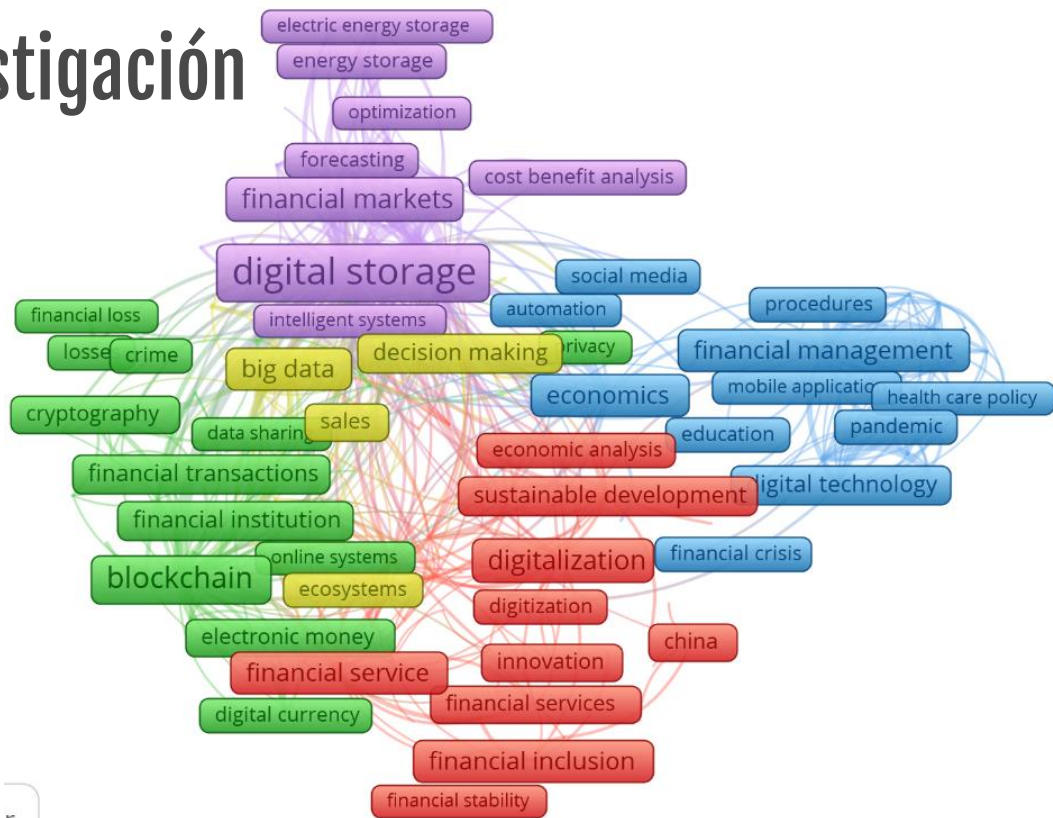 electric energy storage
stigación
energy storage
optimization
forecasting
cost benefit analysis
financial markets
digital storage
social media
procedures
automation
financial loss
intelligent systems
losse
crime
decision making
privacy
financial management
big data
economics
mobile applicatio
health care policy
cryptography
sales
data sharing
education
pandemic
economic analysis
financial transactions
sustainable development
digital technology
financial institution
online systems
digitalization
financial crisis
blockchain
ecosystems
digitization
electronic money
china
financial service
innovation
financial services
digital currency
financial inclusion
financial stability